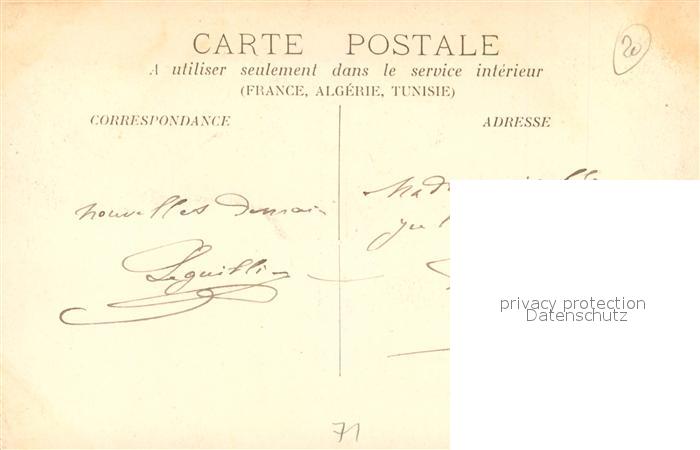 CARTE POSTALE
A utiliser seulement dans le service intérieur
(FRANCE, ALGÉRIE, TUNISIE)
20
CORRESPONDANCE
ADRESSE
nouvelles demain
privacy protection
Datenschutz
71